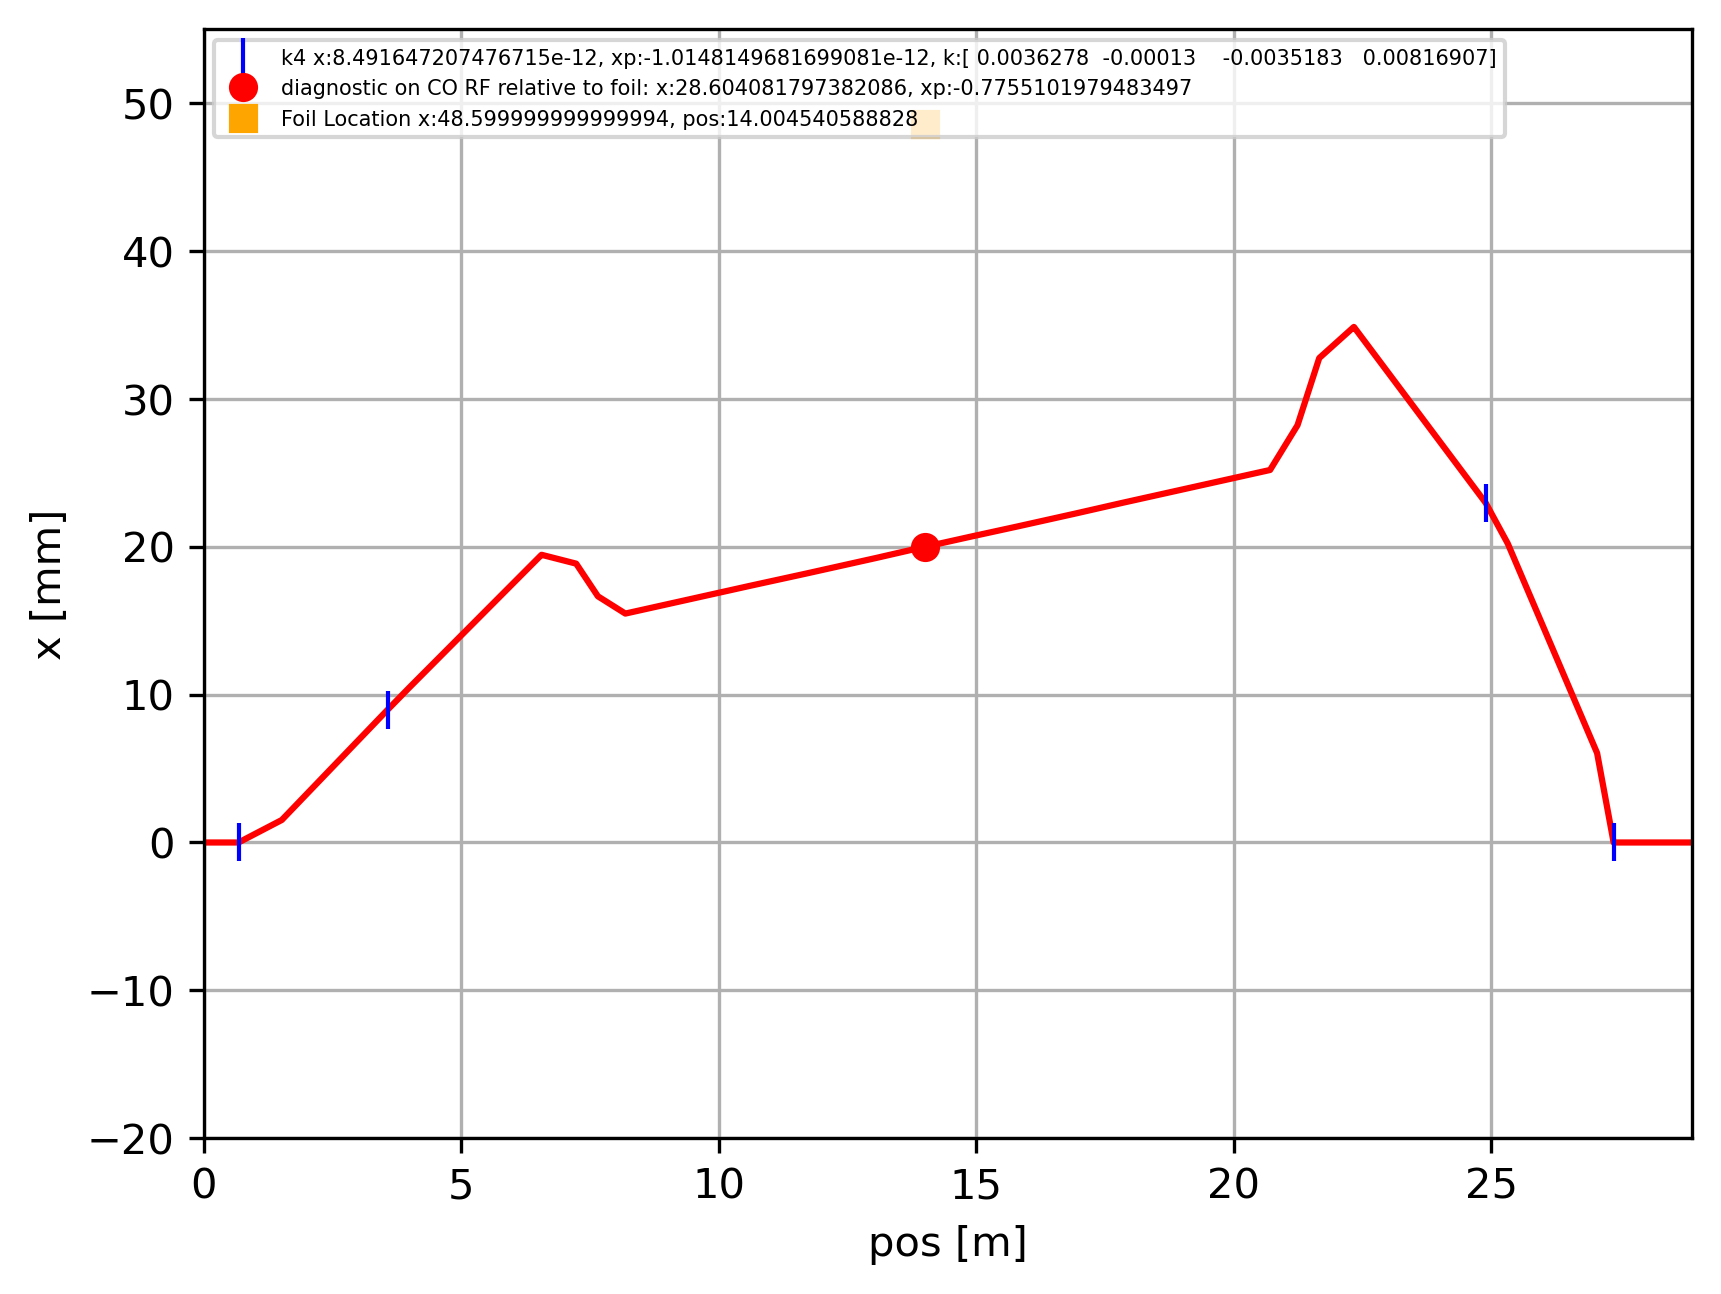 k4 x:8.491647207476715e-12, xp:-1.0148149681699081e-12, k:[ 0.0036278 -0.00013 -0.0035183 0.00816907]
diagnostic on CO RF relative to foil: x:28.604081797382086, xp:-0.7755101979483497
Foil Location x:48.599999999999994, pos:14.004540588828
50
40
30
20
10
0
−10
−20
x [mm]
0 5 10 15 20 25
pos [m]